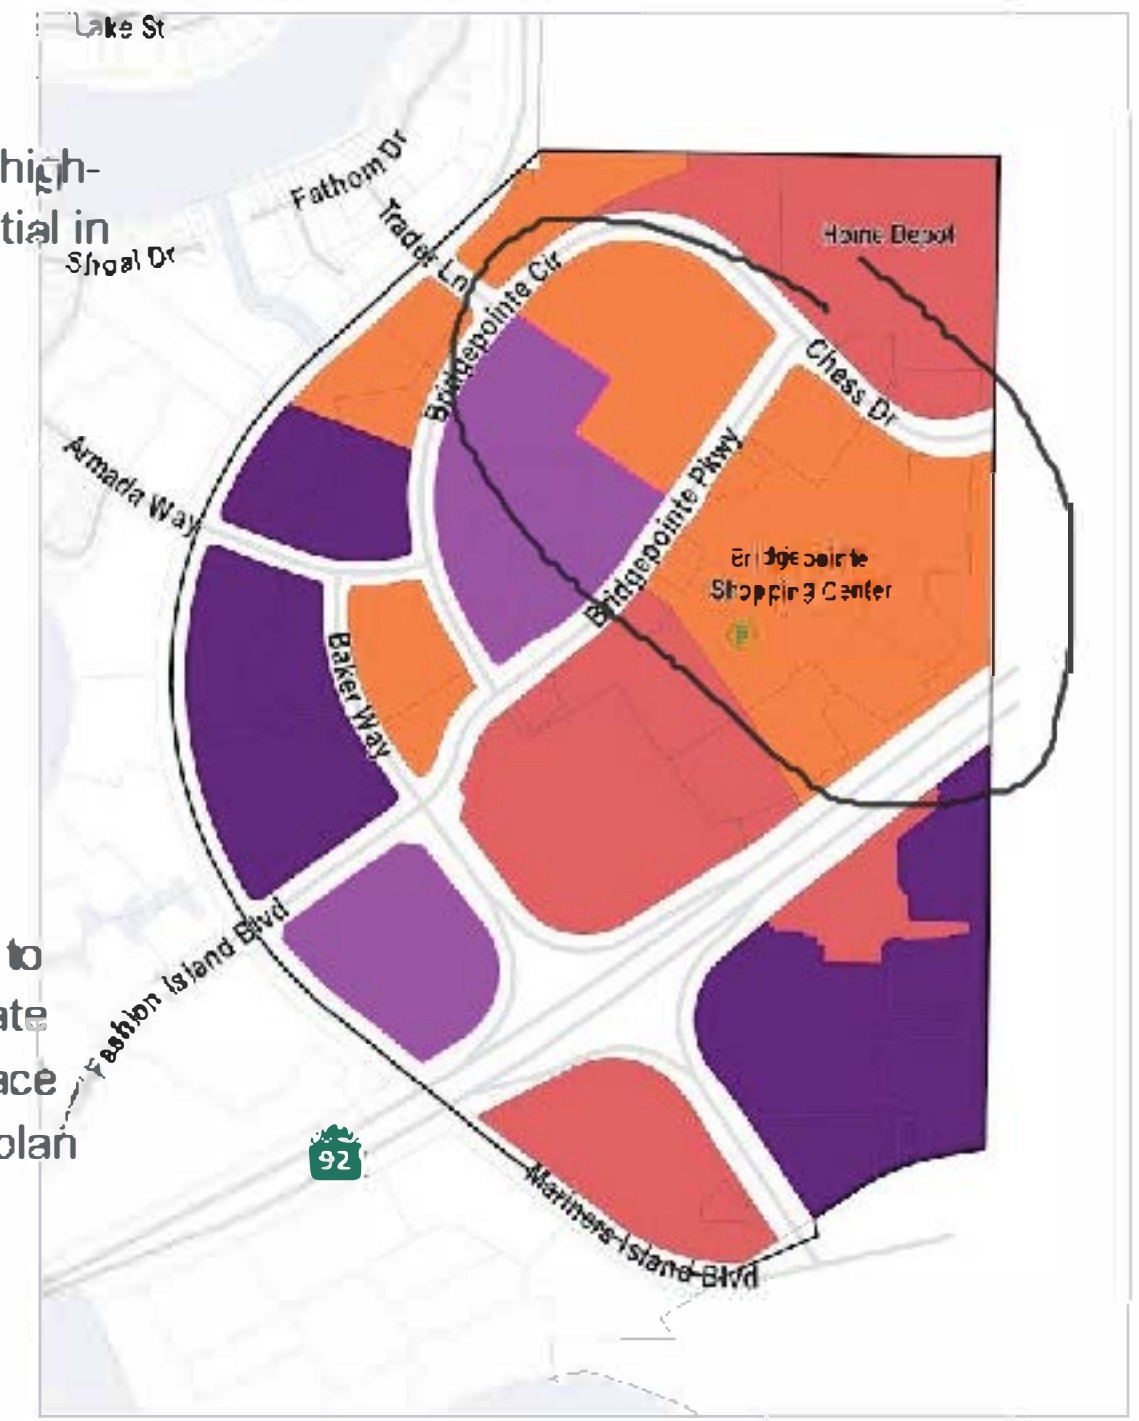 Lake St
high-
Fathom Dr
tial in
Trader Ln
Home Depot
Shoal Dr
Bridgepointe Cir
Chess Dr
Armada Way
Bridgepointe Pkwy
Bridgepointe
Shopping Center
Baker Way
Fashion Island Blvd
to
ate
ace
plan
92
Mariners Island Blvd